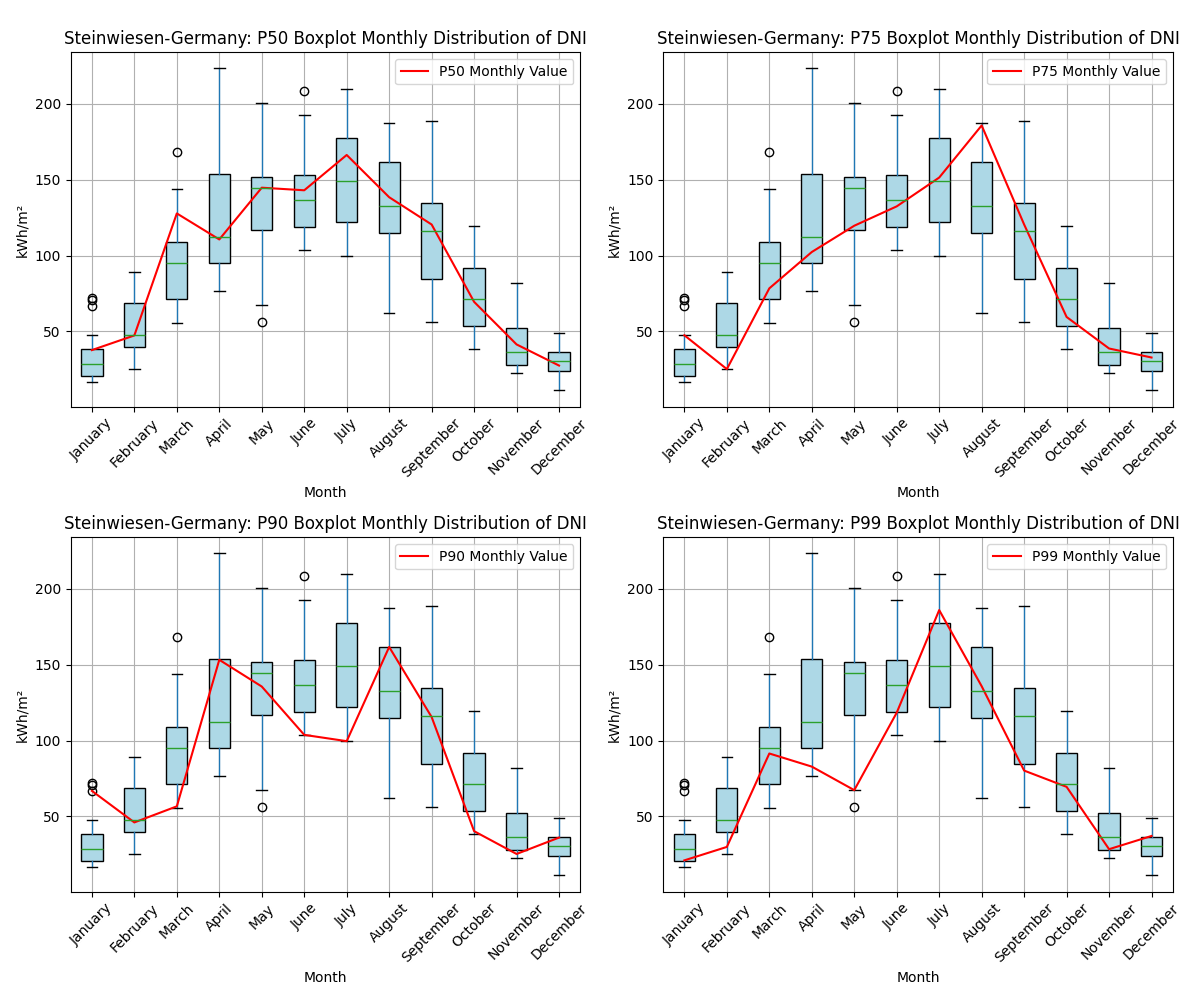 Steinwiesen-Germany: P50 Boxplot Monthly Distribution of DNI
P50 Monthly Value
kWh/m²
200
150
100
50
January
February
March
April
May
June
July
August
September
October
November
December
Month
Steinwiesen-Germany: P75 Boxplot Monthly Distribution of DNI
P75 Monthly Value
kWh/m²
200
150
100
50
January
February
March
April
May
June
July
August
September
October
November
December
Month
Steinwiesen-Germany: P90 Boxplot Monthly Distribution of DNI
P90 Monthly Value
kWh/m²
200
150
100
50
January
February
March
April
May
June
July
August
September
October
November
December
Month
Steinwiesen-Germany: P99 Boxplot Monthly Distribution of DNI
P99 Monthly Value
kWh/m²
200
150
100
50
January
February
March
April
May
June
July
August
September
October
November
December
Month